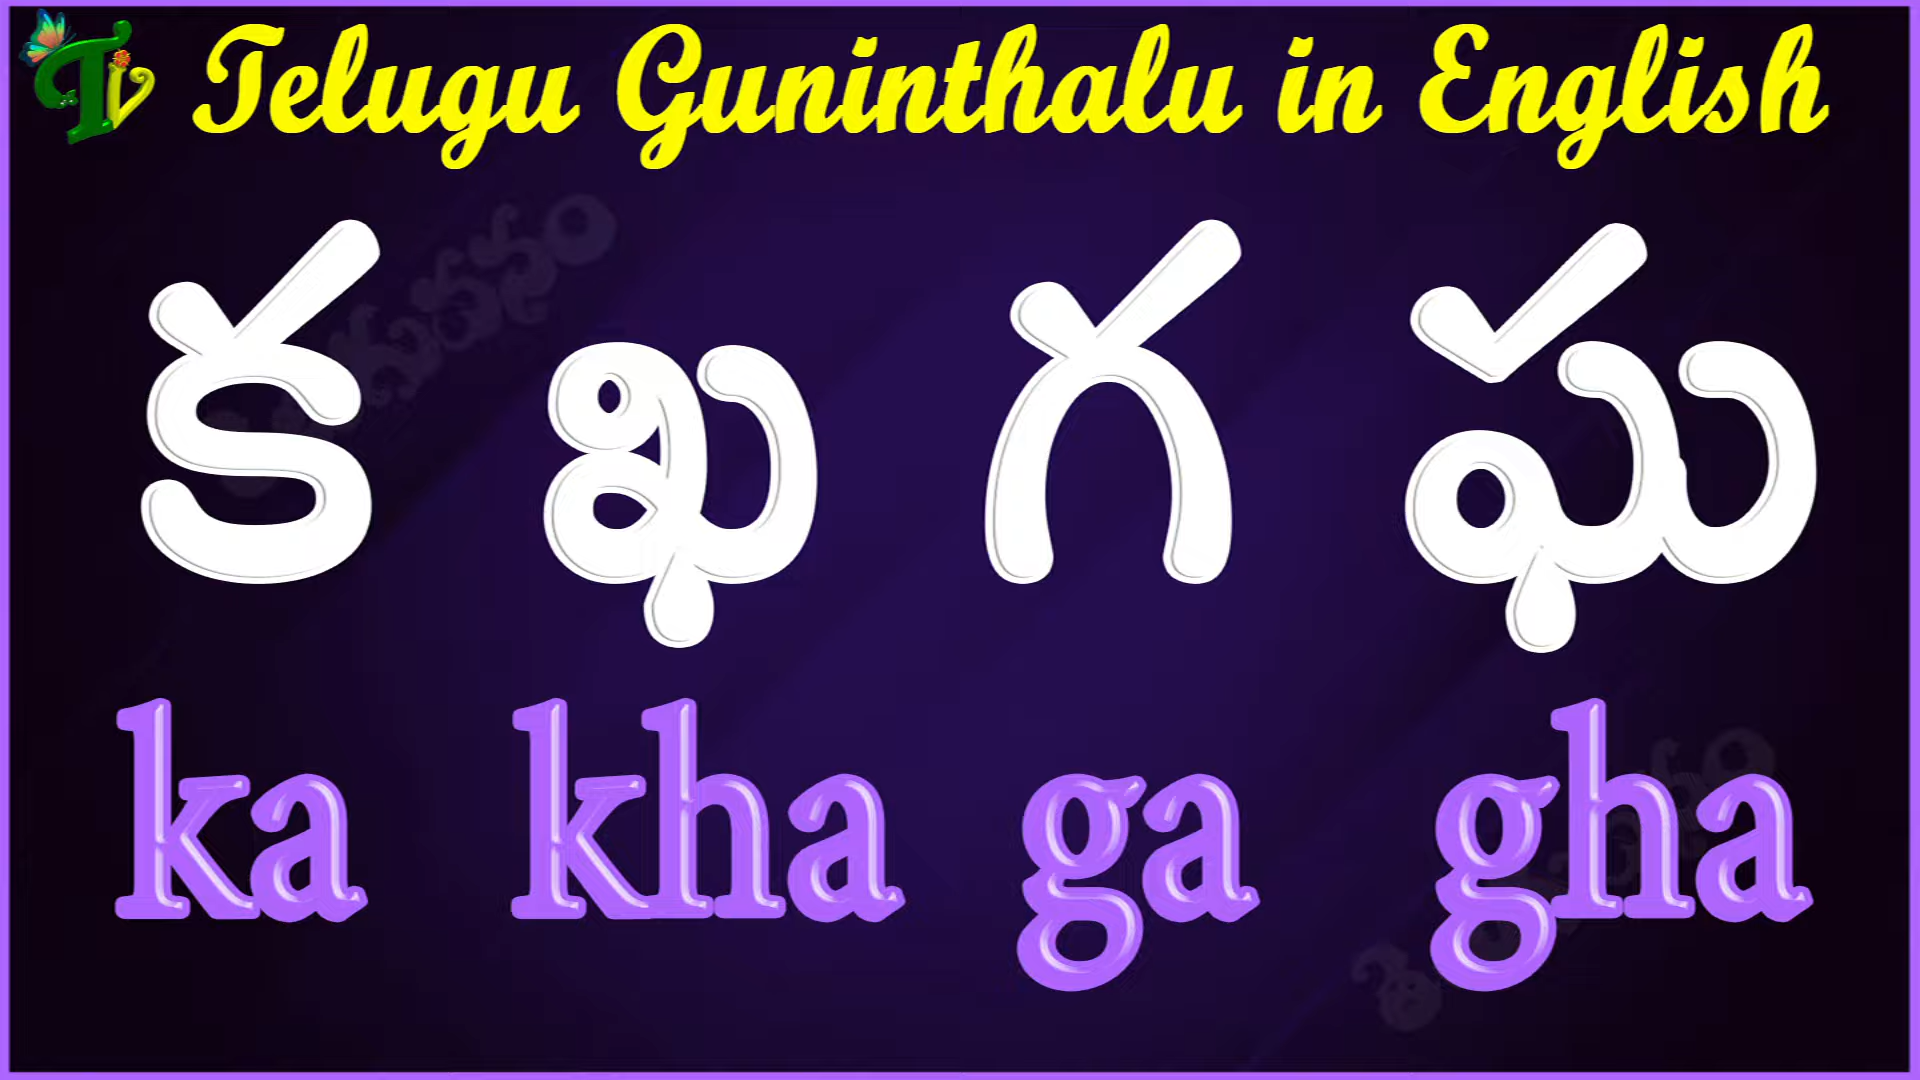 Telugu Guninthalu in English
క ఖ గ ఘ
ka kha ga gha